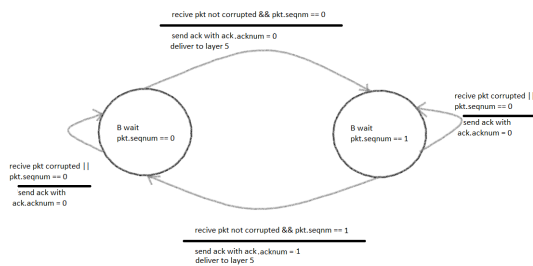 recive pkt not corrupted && pkt.seqnm == 0
send ack with ack.acknum = 0
deliver to layer 5
B wait
pkt.seqnum == 0
B wait
pkt.seqnum == 1
recive pkt corrupted ||
pkt.seqnum == 0
send ack with
ack.acknum = 0
recive pkt corrupted ||
pkt.seqnum == 0
send ack with
ack.acknum = 0
recive pkt not corrupted && pkt.seqnm == 1
send ack with ack.acknum = 1
deliver to layer 5